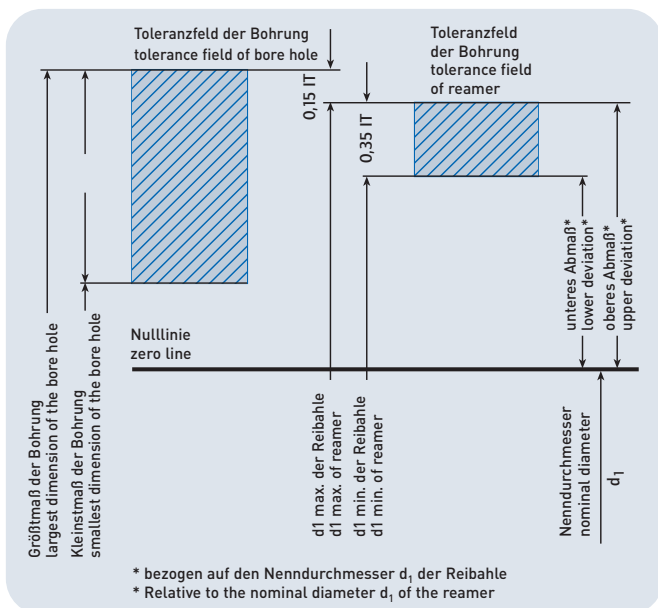 Toleranzfeld der Bohrung
tolerance field of bore hole
Toleranzfeld
der Bohrung
tolerance field
of reamer
0,15 IT
0,35 IT
unteres Abmaß*
lower deviation*
oberes Abmaß*
upper deviation*
Nulllinie
zero line
Größtmaß der Bohrung
largest dimension of the bore hole
Kleinstmaß der Bohrung
smallest dimension of the bore hole
d1 max. der Reibahle
d1 max. of reamer
d1 min. der Reibahle
d1 min. of reamer
Nenndurchmesser
nominal diameter
d₁
* bezogen auf den Nenndurchmesser d₁ der Reibahle
* Relative to the nominal diameter d₁ of the reamer